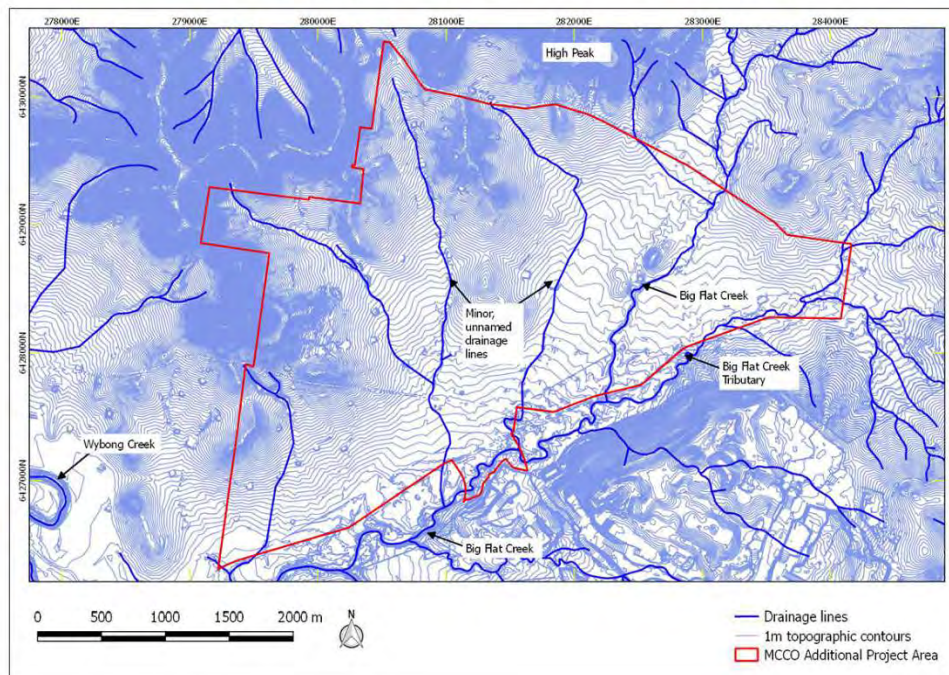 278000E
279000E
280000E
281000E
282000E
283000E
284000E
High Peak
6430000N
6429000N
6428000N
6427000N
Minor,
unnamed
drainage
lines
Big Flat Creek
Big Flat Creek
Tributary
Wybong Creek
Big Flat Creek
0 500 1000 1500 2000 m
N
Drainage lines
1m topographic contours
MCCO Additional Project Area